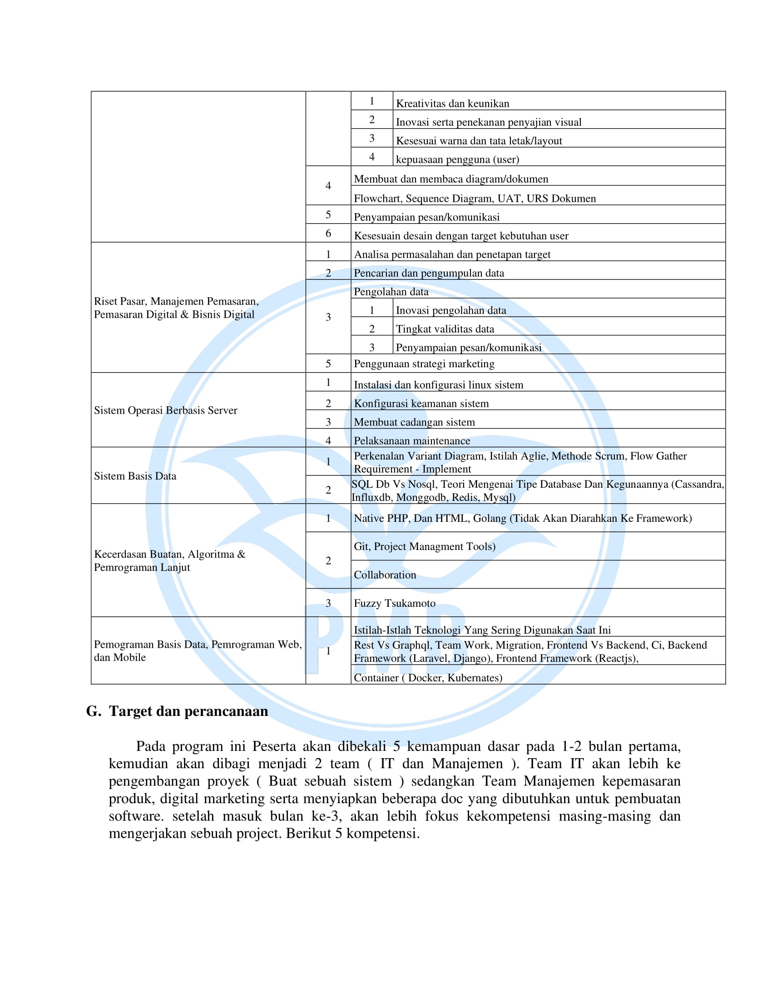 1 Kreativitas dan keunikan
2 Inovasi serta penekanan penyajian visual
3 Kesesuai warna dan tata letak/layout
4 kepuasaan pengguna (user)
4 Membuat dan membaca diagram/dokumen
Flowchart, Sequence Diagram, UAT, URS Dokumen
5 Penyampaian pesan/komunikasi
6 Kesesuain desain dengan target kebutuhan user
Riset Pasar, Manajemen Pemasaran,
Pemasaran Digital & Bisnis Digital
1 Analisa permasalahan dan penetapan target
2 Pencarian dan pengumpulan data
3 Pengolahan data
1 Inovasi pengolahan data
2 Tingkat validitas data
3 Penyampaian pesan/komunikasi
5 Penggunaan strategi marketing
Sistem Operasi Berbasis Server
1 Instalasi dan konfigurasi linux sistem
2 Konfigurasi keamanan sistem
3 Membuat cadangan sistem
4 Pelaksanaan maintenance
Sistem Basis Data
1 Perkenalan Variant Diagram, Istilah Aglie, Methode Scrum, Flow Gather
Requirement - Implement
2 SQL Db Vs Nosql, Teori Mengenai Tipe Database Dan Kegunaannya (Cassandra,
Influxdb, Monggodb, Redis, Mysql)
Kecerdasan Buatan, Algoritma &
Pemrograman Lanjut
1 Native PHP, Dan HTML, Golang (Tidak Akan Diarahkan Ke Framework)
2 Git, Project Managment Tools)
Collaboration
3 Fuzzy Tsukamoto
Pemograman Basis Data, Pemrograman Web,
dan Mobile
1 Istilah-Istlah Teknologi Yang Sering Digunakan Saat Ini
Rest Vs Graphql, Team Work, Migration, Frontend Vs Backend, Ci, Backend
Framework (Laravel, Django), Frontend Framework (Reactjs),
Container ( Docker, Kubernates)
PMB
G. Target dan perancanaan
Pada program ini Peserta akan dibekali 5 kemampuan dasar pada 1-2 bulan pertama,
kemudian akan dibagi menjadi 2 team ( IT dan Manajemen ). Team IT akan lebih ke
pengembangan proyek ( Buat sebuah sistem ) sedangkan Team Manajemen kepemasaran
produk, digital marketing serta menyiapkan beberapa doc yang dibutuhkan untuk pembuatan
software. setelah masuk bulan ke-3, akan lebih fokus kekompetensi masing-masing dan
mengerjakan sebuah project. Berikut 5 kompetensi.